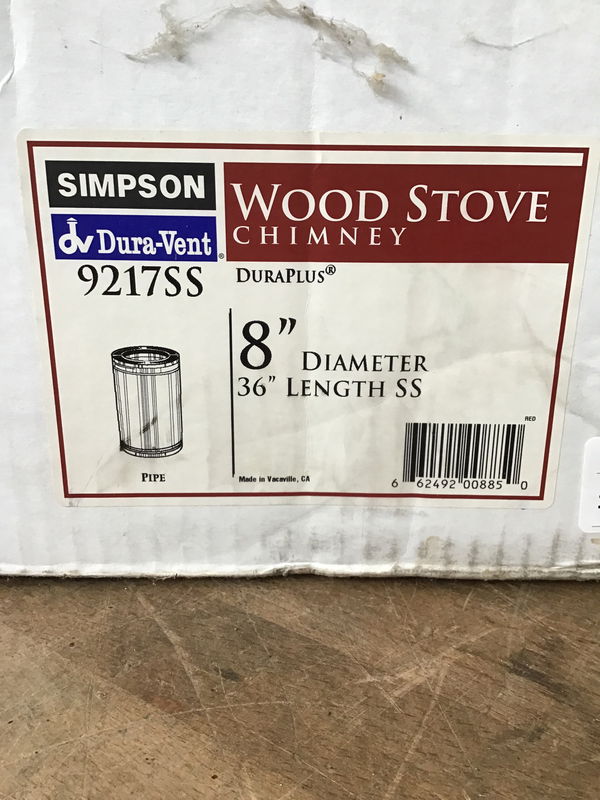 SIMPSON
Dura-Vent®
9217SS
WOOD STOVE
CHIMNEY
DURAPLUS®
8" DIAMETER
36" LENGTH SS
PIPE
Made in Vacaville, CA
RED
6 62492 00885 0